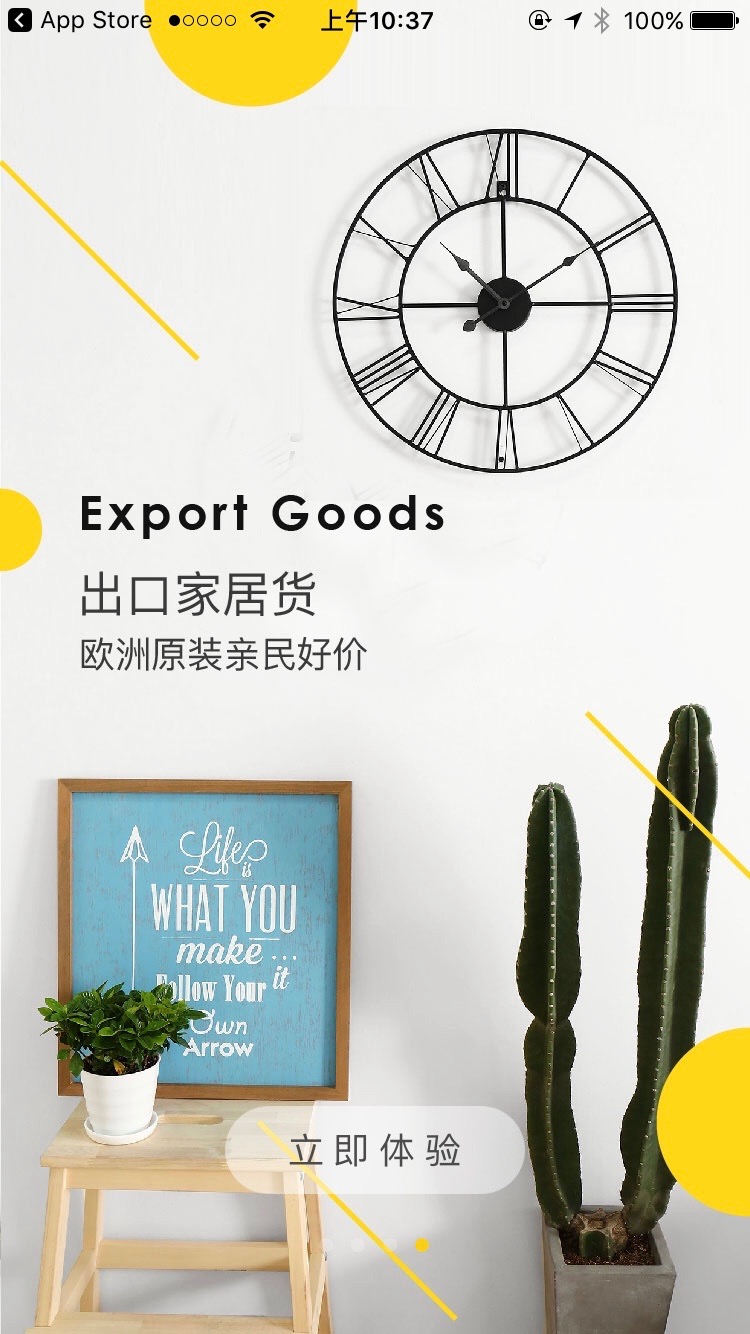 App Store
上午10:37
100%
Export Goods
出口家居货
欧洲原装亲民好价
Life
is
WHAT YOU
make...
it
Follow Your
Own
Arrow
立即体验